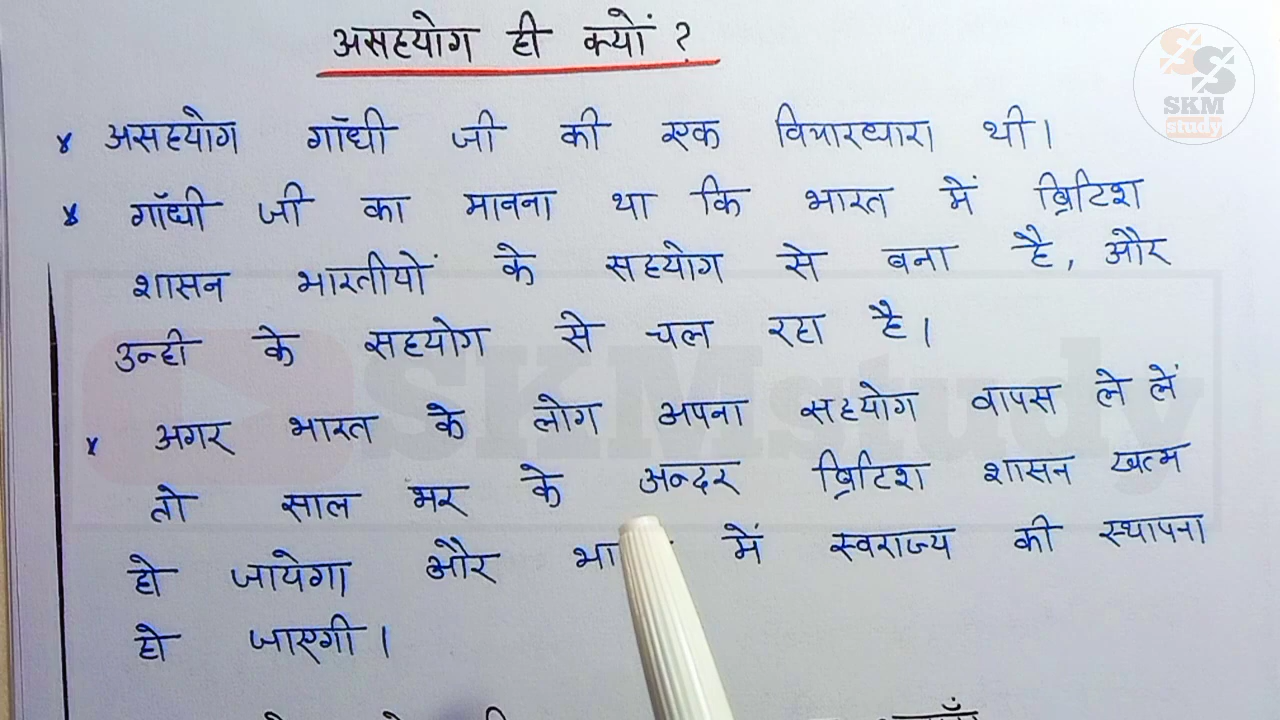 असहयोग ही क्यों ?
SKM
study
असहयोग गाँधी जी की एक विचारधारा थी।
गाँधी जी का मानना था कि भारत में ब्रिटिश
शासन भारतीयों के सहयोग से बना है, और
उन्ही के सहयोग से चल रहा है।
SKMstudy
अगर भारत के लोग अपना सहयोग वापस ले लें
तो साल भर के अन्दर ब्रिटिश शासन खत्म
हो जायेगा और भा में स्वराज्य की स्थापना
हो जाएगी।